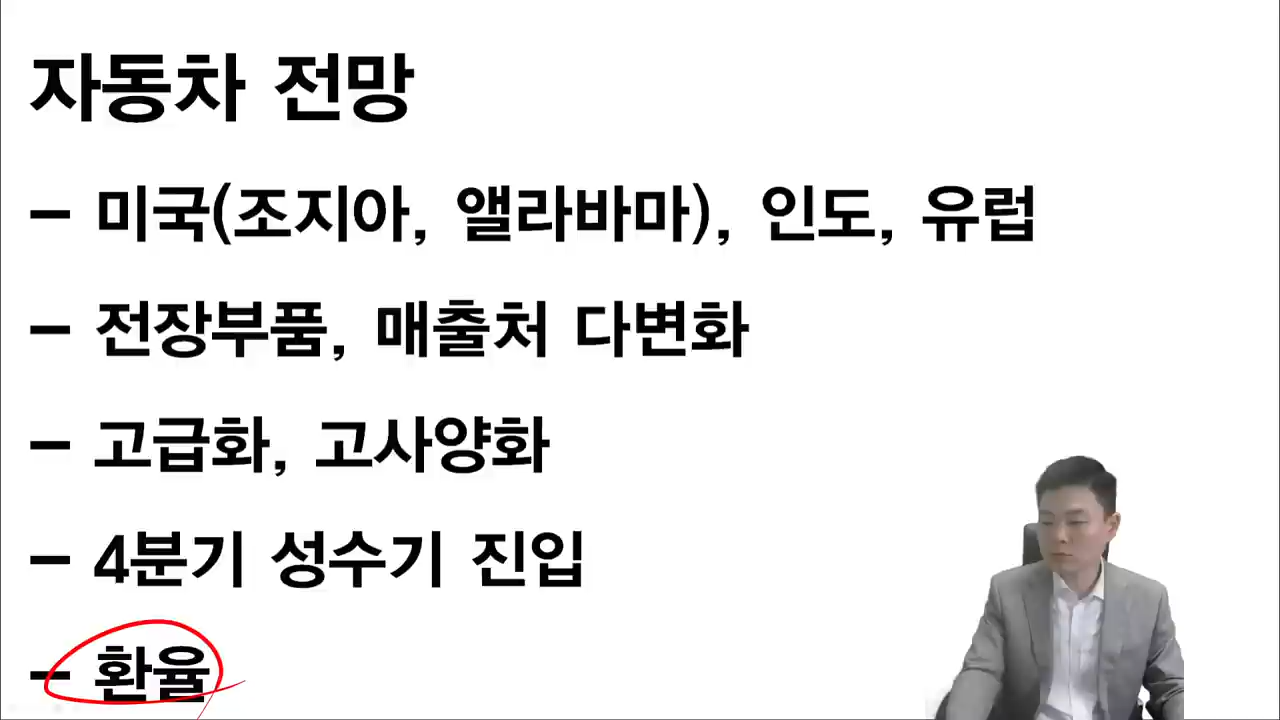 자동차 전망
- 미국(조지아, 앨라바마), 인도, 유럽
- 전장부품, 매출처 다변화
- 고급화, 고사양화
- 4분기 성수기 진입
- 환율